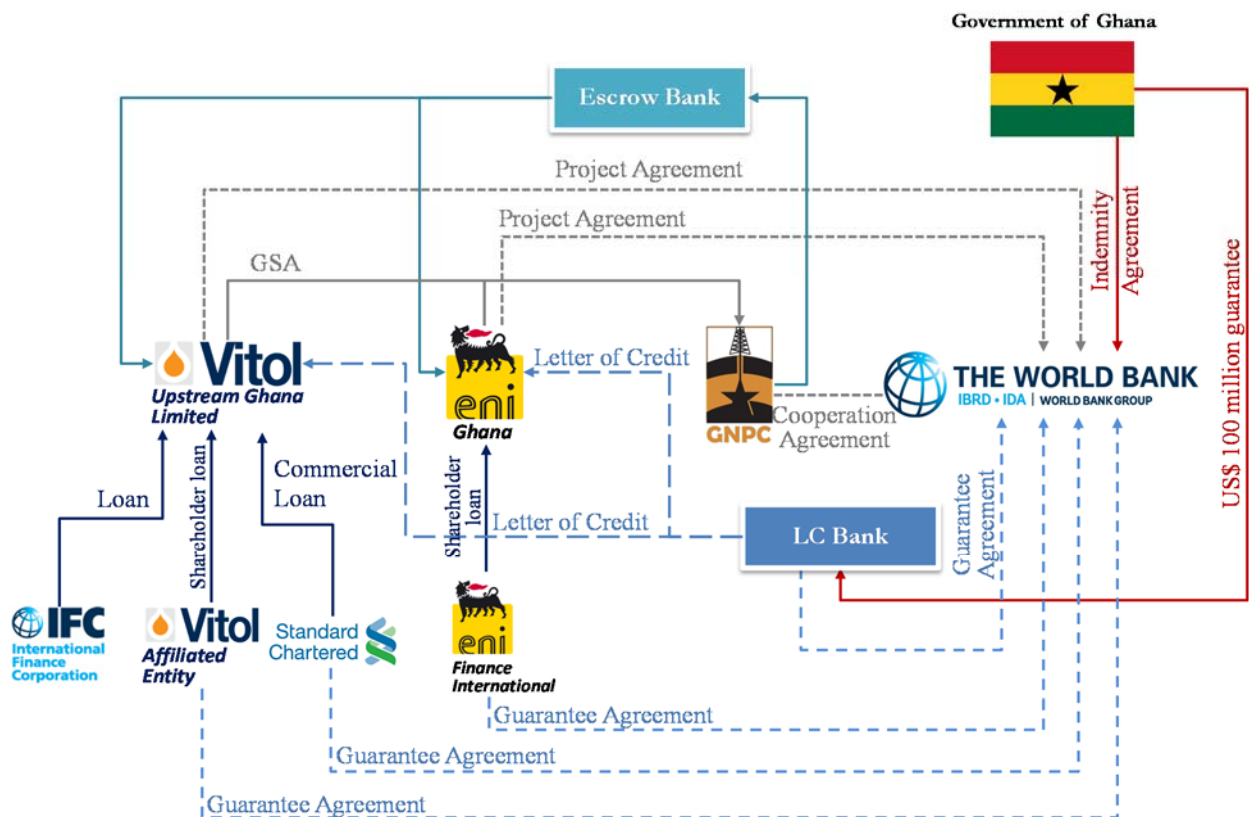 Government of Ghana
Escrow Bank
Project Agreement
Project Agreement
GSA
Indemnity
Agreement
US$ 100 million guarantee
Vitol
Upstream Ghana
Limited
eni
Ghana
Letter of Credit
GNPC
Cooperation
Agreement
THE WORLD BANK
IBRD • IDA | WORLD BANK GROUP
Loan
Shareholder loan
Commercial
Loan
Shareholder
loan
Letter of Credit
LC Bank
Guarantee
Agreement
IFC
International
Finance
Corporation
Vitol
Affiliated
Entity
Standard
Chartered
eni
Finance
International
Guarantee Agreement
Guarantee Agreement
Guarantee Agreement